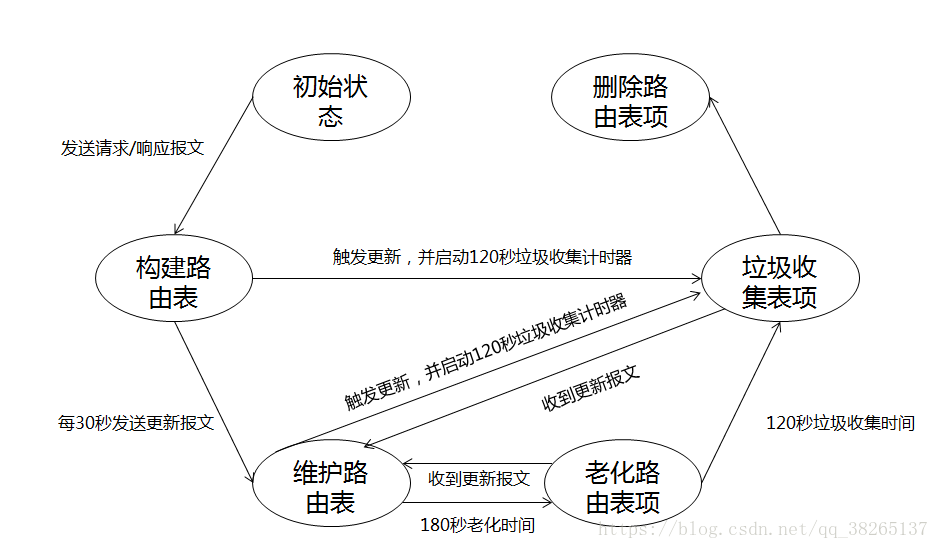 初始状
态
删除路
由表项
发送请求/响应报文
构建路
由表
触发更新，并启动120秒垃圾收集计时器
垃圾收
集表项
触发更新，并启动120秒垃圾收集计时器
收到更新报文
每30秒发送更新报文
维护路
由表
收到更新报文
180秒老化时间
老化路
由表项
120秒垃圾收集时间
https://blog.csdn.net/qq_38265137